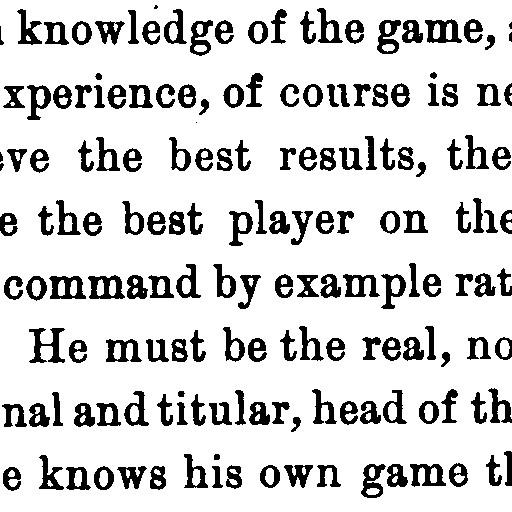 knowledge of the game,
xperience, of course is ne
eve the best results, the
e the best player on the
command by example rat
He must be the real, no
nal and titular, head of th
e knows his own game th